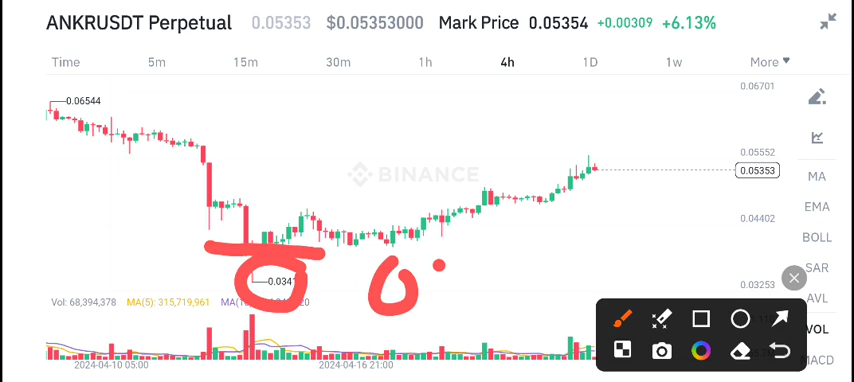 ANKRUSDT Perpetual 0.05353 $0.05353000 Mark Price 0.05354 +0.00309 +6.13%
Time 5m 15m 30m 1h 4h 1D 1w More
0.06701
0.06544
0.05552
BINANCE
0.05353
MA
EMA
0.04402
BOLL
SAR
0.0341
0.03253
AVL
Vol: 68,394,378 MA(5): 315,719,961
VOL
MACD
2024-04-10 05:00 2024-04-16 21:00